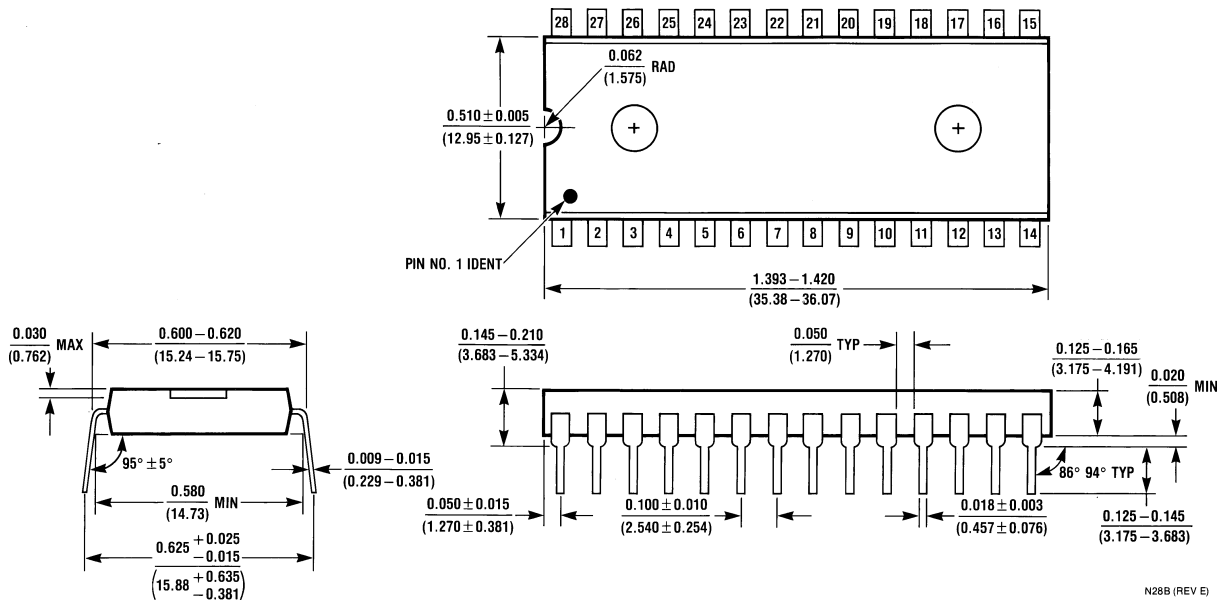 28 27 26 25 24 23 22 21 20 19 18 17 16 15
0.062
(1.575)
RAD
0.510 ± 0.005
(12.95 ± 0.127)
PIN NO. 1 IDENT
1 2 3 4 5 6 7 8 9 10 11 12 13 14
1.393 – 1.420
(35.38 – 36.07)
0.030
(0.762)
MAX
0.600 – 0.620
(15.24 – 15.75)
95° ±5°
0.009 – 0.015
(0.229 – 0.381)
0.580
(14.73)
MIN
0.625 +0.025
−0.015
(15.88 +0.635
−0.381)
0.145 – 0.210
(3.683 – 5.334)
0.050
(1.270)
TYP
0.125 – 0.165
(3.175 – 4.191)
0.020
(0.508)
MIN
86° 94° TYP
0.050 ± 0.015
(1.270 ± 0.381)
0.100 ± 0.010
(2.540 ± 0.254)
0.018 ± 0.003
(0.457 ± 0.076)
0.125 – 0.145
(3.175 – 3.683)
N28B (REV E)